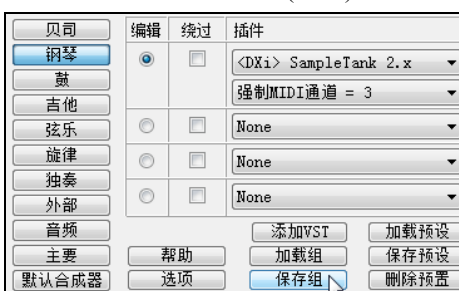 贝司
钢琴
鼓
吉他
弦乐
旋律
独奏
外部
音频
主要
默认合成器
编辑 绕过 插件
<DXi> SampleTank 2.x
强制MIDI通道 = 3
None
None
None
添加VST 加载预设
帮助 加载组 保存预设
选项 保存组 删除预置